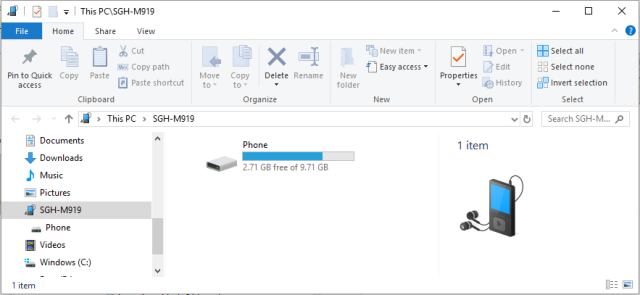 This PC\SGH-M919
File Home Share View
Pin to Quick access
Copy
Paste
Cut
Copy path
Paste shortcut
Clipboard
Move to
Copy to
Delete
Rename
Organize
New folder
New item
Easy access
New
Properties
Open
Edit
History
Open
Select all
Select none
Invert selection
Select
This PC SGH-M919
Search SGH-M...
Documents
Downloads
Music
Pictures
SGH-M919
Phone
Videos
Windows (C:)
Phone
2.71 GB free of 9.71 GB
1 item
1 item